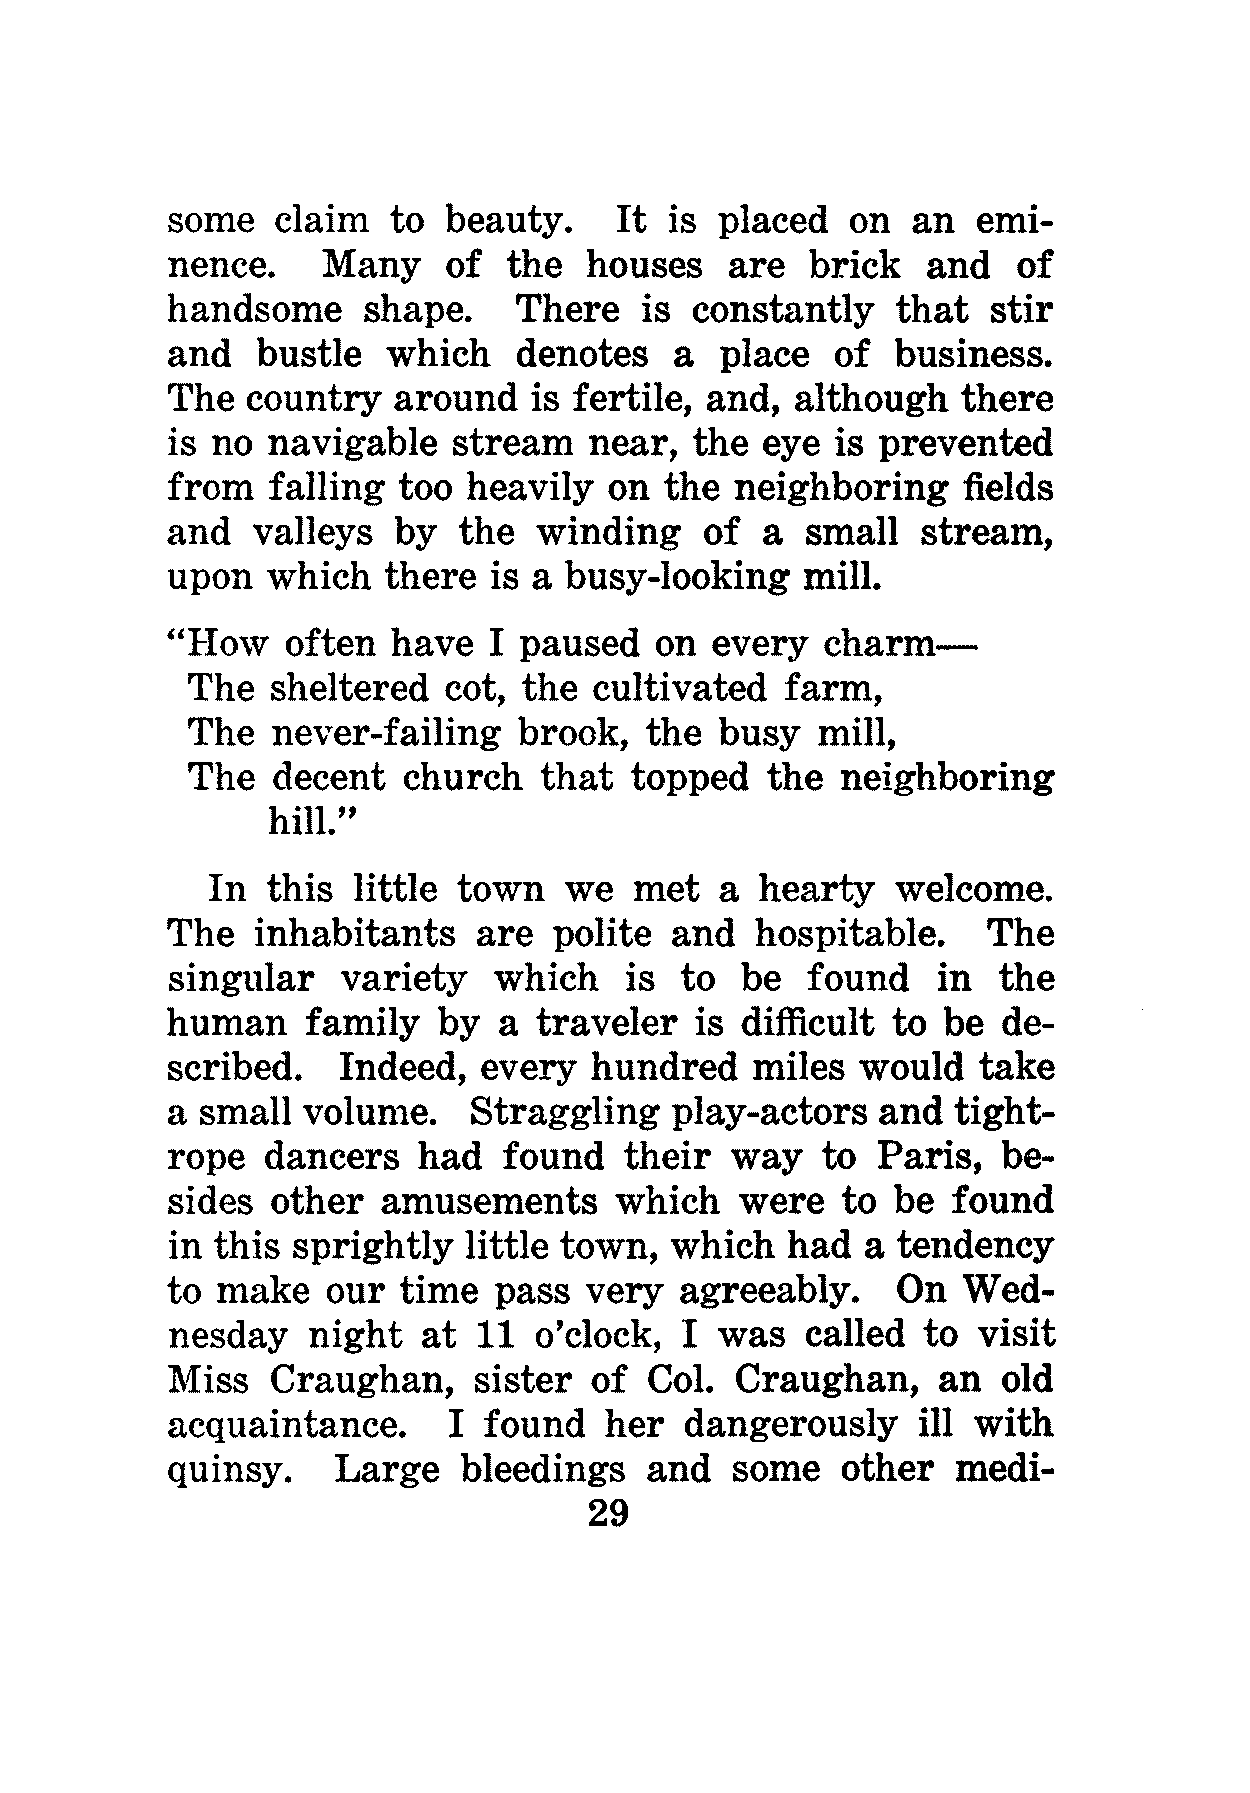 some claim to beauty. It is placed on an emi-
nence. Many of the houses are brick and of
handsome shape. There is constantly that stir
and bustle which denotes a place of business.
The country around is fertile, and, although there
is no navigable stream near, the eye is prevented
from falling too heavily on the neighboring fields
and valleys by the winding of a small stream,
upon which there is a busy-looking mill.
“How often have I paused on every charm—
The sheltered cot, the cultivated farm,
The never-failing brook, the busy mill,
The decent church that topped the neighboring
hill.”
In this little town we met a hearty welcome.
The inhabitants are polite and hospitable. The
singular variety which is to be found in the
human family by a traveler is difficult to be de-
scribed. Indeed, every hundred miles would take
a small volume. Straggling play-actors and tight-
rope dancers had found their way to Paris, be-
sides other amusements which were to be found
in this sprightly little town, which had a tendency
to make our time pass very agreeably. On Wed-
nesday night at 11 o’clock, I was called to visit
Miss Craughan, sister of Col. Craughan, an old
acquaintance. I found her dangerously ill with
quinsy. Large bleedings and some other medi-
29